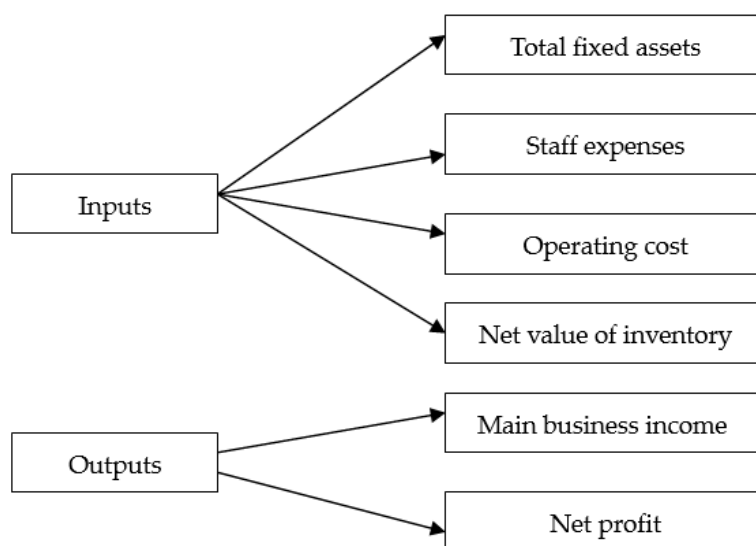 Total fixed assets
Staff expenses
Inputs
Operating cost
Net value of inventory
Main business income
Outputs
Net profit